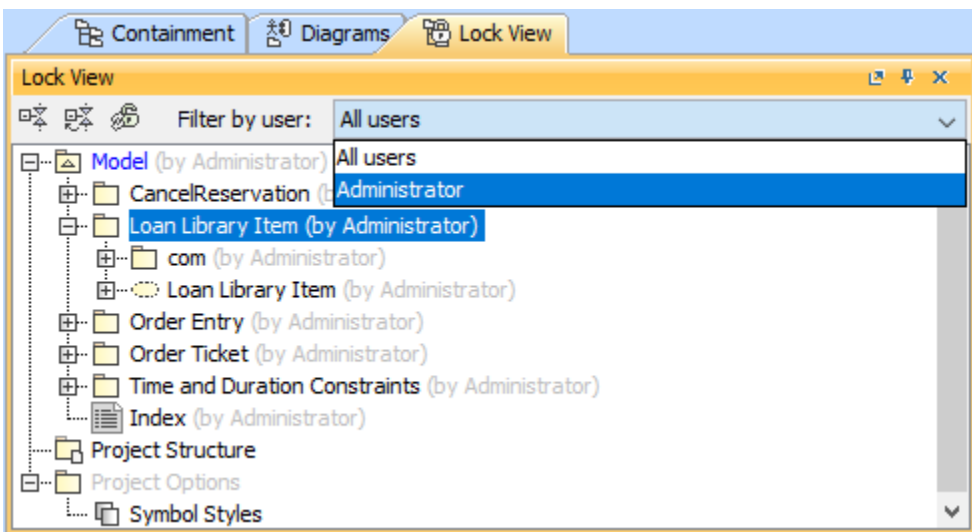 Containment Diagrams Lock View
Lock View
Filter by user: All users
All users
Administrator
Model (by Administrator)
CancelReservation (
Loan Library Item (by Administrator)
com (by Administrator)
Loan Library Item (by Administrator)
Order Entry (by Administrator)
Order Ticket (by Administrator)
Time and Duration Constraints (by Administrator)
Index (by Administrator)
Project Structure
Project Options
Symbol Styles